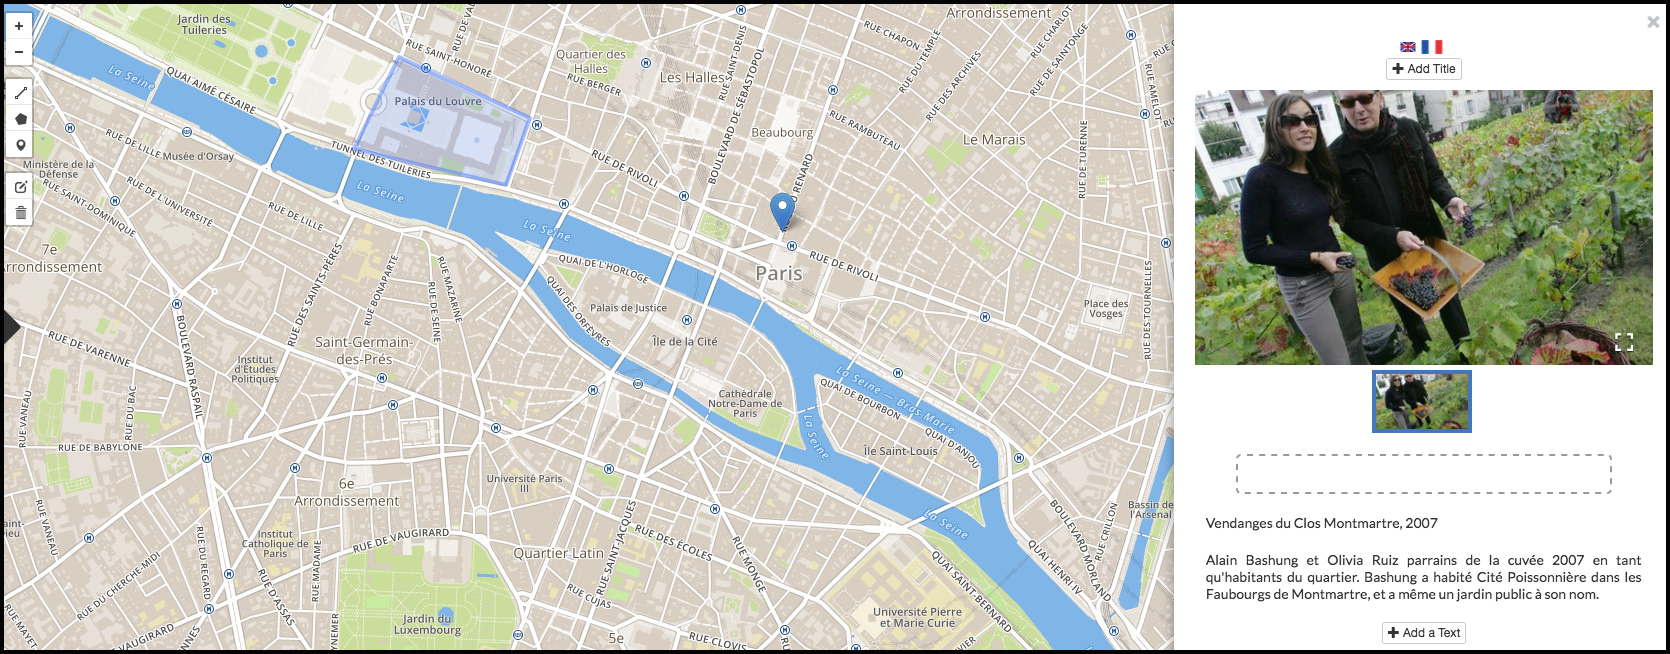 +
−
Jardin des
Tuileries
Arrondissement
RUE SAINT-HONORÉ
Quartier des
Halles
RUE BERGER
Les Halles
RUE SAINT-DENIS
BOULEVARD DE SÉBASTOPOL
RUE CHAPON
RUE DU TEMPLE
RUE DES ARCHIVES
RUE CHARLOT
RUE DE SAINTONGE
RUE AMELOT
La Seine
QUAI AIMÉ CÉSAIRE
Palais du Louvre
Beaubourg
RUE RAMBUTEAU
Le Marais
RUE DE TURENNE
RUE DE LILLE
Musée d'Orsay
TUNNEL DES TUILERIES
RUE DE RIVOLI
RENARD
Ministère de la
Défense
RUE SAINT-DOMINIQUE
RUE DE L'UNIVERSITÉ
RUE DE LILLE
La Seine
La Seine
7e
rrondissement
RUE DES SAINTS-PÈRES
RUE BONAPARTE
RUE MAZARINE
RUE DE SEINE
QUAI DE L'HORLOGE
QUAI DES ORFÈVRES
Palais de Justice
Paris
RUE DE RIVOLI
Place des
Vosges
RUE DES TOURNELLES
Île de la Cité
RUE DE VARENNE
BOULEVARD RASPAIL
Saint-Germain-
des-Prés
Institut
d'Études
Politiques
Cathédrale
Notre-Dame de
Paris
La Seine — Bras Marie
QUAI DE BOURBON
QUAI D'ANJOU
La Seine
Île Saint-Louis
RUE VANEAU
RUE DU BAC
RUE DE BABYLONE
6e
Arrondissement
Université Paris
III
RUE SAINT-JACQUES
RUE DES ÉCOLES
La Seine
BOULEVARD MORLAND
RUE CRILLON
Bassin de
l'Arsenal
RUE VANEAU
RUE DU CHERCHE-MIDI
RUE DU REGARD
Institut
Catholique de
Paris
RUE D'ASSAS
RUE MADAME
RUE DE VAUGIRARD
Quartier Latin
RUE MONGE
QUAI SAINT-BERNARD
QUAI HENRI IV
RUE CUJAS
Université Pierre
et Marie Curie
Jardin du
Luxembourg
5e
RUE CLOVIS
RUE MAYET
VAUGIRARD
× 
+ Add Title
Vendanges du Clos Montmartre, 2007
Alain Bashung et Olivia Ruiz parrains de la cuvée 2007 en tant
qu'habitants du quartier. Bashung a habité Cité Poissonnière dans les
Faubourgs de Montmartre, et a même un jardin public à son nom.
+ Add a Text